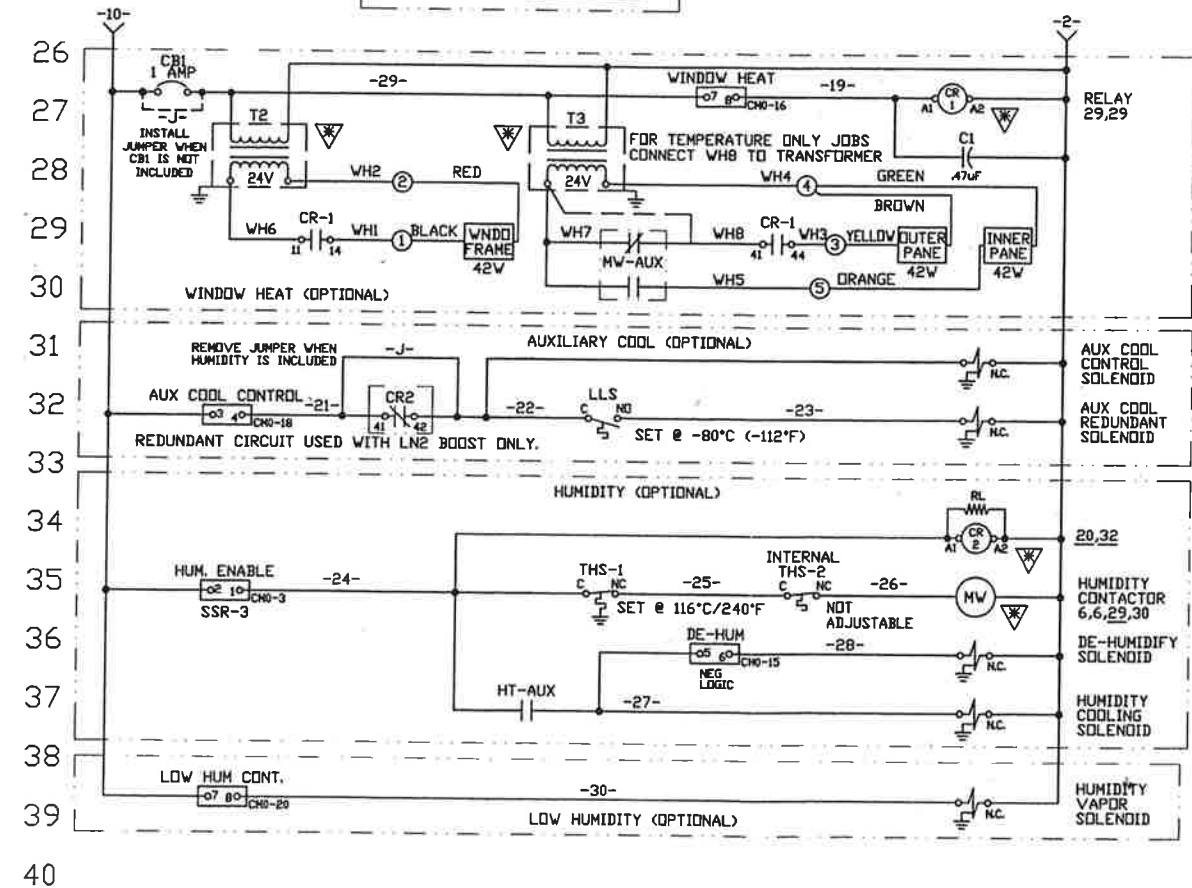 -10-
-2-
26
CB1
1 AMP
-29-
WINDOW HEAT
-19-
7 8 CH0-16
CR
1
A1 A2
RELAY
29,29
27
-J-
INSTALL
JUMPER WHEN
CB1 IS NOT
INCLUDED
T2
T3
FOR TEMPERATURE ONLY JOBS
CONNECT WH8 TO TRANSFORMER
C1
.47uF
28
24V
WH2
2
RED
24V
WH4
4
GREEN
BROWN
29
WH6
CR-1
11 14
WH1
1
BLACK
WNDO
FRAME
42W
WH7
MW-AUX
WH8
CR-1
41 44
WH3
3
YELLOW
OUTER
PANE
42W
INNER
PANE
42W
30
WINDOW HEAT (OPTIONAL)
WH5
5
ORANGE
31
REMOVE JUMPER WHEN
HUMIDITY IS INCLUDED
-J-
AUXILIARY COOL (OPTIONAL)
N.C.
AUX COOL
CONTROL
SOLENOID
32
AUX COOL CONTROL
3 4 CH0-18
-21-
CR2
41 42
-22-
LLS
C NO
SET @ -80°C (-112°F)
-23-
N.C.
AUX COOL
REDUNDANT
SOLENOID
REDUNDANT CIRCUIT USED WITH LN2 BOOST ONLY.
33
HUMIDITY (OPTIONAL)
34
RL
CR
2
A1 A2
20,32
35
HUM. ENABLE
2 1 CH0-3
SSR-3
-24-
THS-1
C NC
SET @ 116°C/240°F
-25-
INTERNAL
THS-2
C NC
NOT
ADJUSTABLE
-26-
MW
HUMIDITY
CONTACTOR
6,6,29,30
36
DE-HUM
5 6 CH0-15
NEG
LOGIC
-28-
N.C.
DE-HUMIDIFY
SOLENOID
37
HT-AUX
-27-
N.C.
HUMIDITY
COOLING
SOLENOID
38
LOW HUM CONT.
7 8 CH0-20
-30-
N.C.
HUMIDITY
VAPOR
SOLENOID
39
LOW HUMIDITY (OPTIONAL)
40